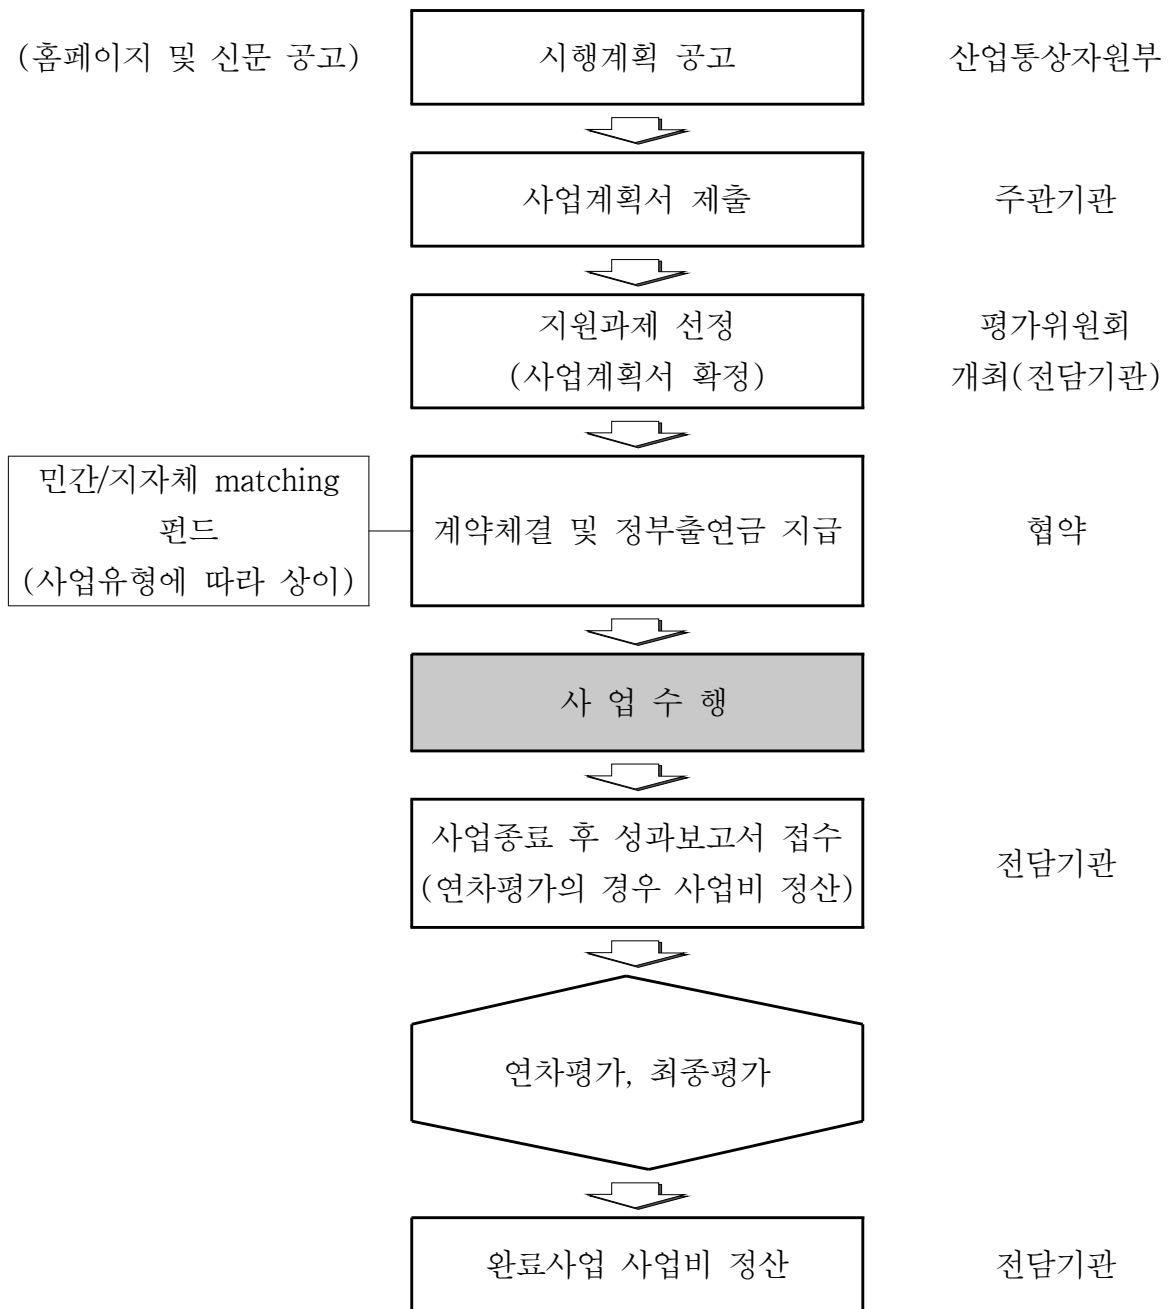 (홈페이지 및 신문 공고)
시행계획 공고
산업통상자원부
사업계획서 제출
주관기관
지원과제 선정
(사업계획서 확정)
평가위원회
개최(전담기관)
민간/지자체 matching
펀드
(사업유형에 따라 상이)
계약체결 및 정부출연금 지급
협약
사 업 수 행
사업종료 후 성과보고서 접수
(연차평가의 경우 사업비 정산)
전담기관
연차평가, 최종평가
완료사업 사업비 정산
전담기관